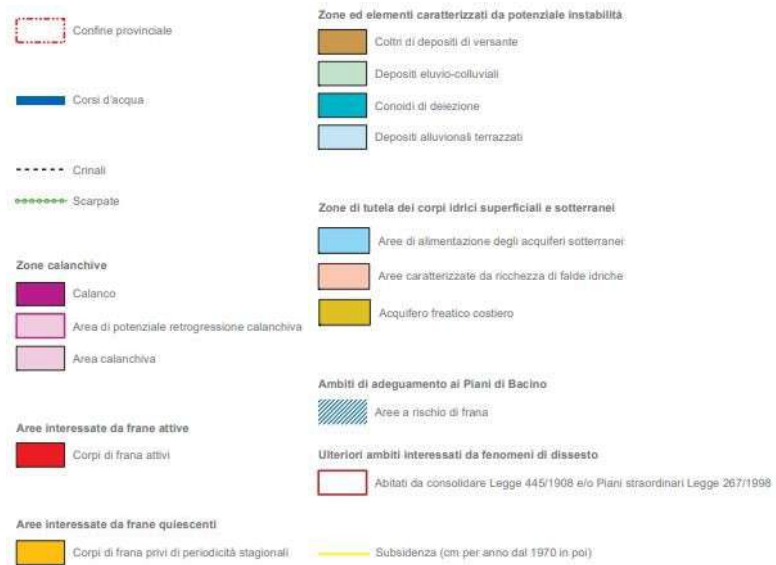 Confine provinciale
Corsi d'acqua
Crinali
Scarpate
Zone calanchive
Calanco
Area di potenziale retrogressione calanchiva
Area calanchiva
Aree interessate da frane attive
Corpi di frana attivi
Aree interessate da frane quiescenti
Corpi di frana privi di periodicità stagionali
Zone ed elementi caratterizzati da potenziale instabilità
Coltri di depositi di versante
Depositi eluvio-colluviali
Conoidi di deiezione
Depositi alluvionali terrazzati
Zone di tutela dei corpi idrici superficiali e sotterranei
Aree di alimentazione degli acquiferi sotterranei
Aree caratterizzate da ricchezza di falde idriche
Acquifero freatico costiero
Ambiti di adeguamento ai Piani di Bacino
Aree a rischio di frana
Ulteriori ambiti interessati da fenomeni di dissesto
Abitati da consolidare Legge 445/1908 e/o Piani straordinari Legge 267/1998
Subsidenza (cm per anno dal 1970 in poi)